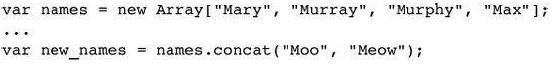 var names = new Array["Mary", "Murray", "Murphy", "Max"];
...
var new_names = names.concat("Moo", "Meow");